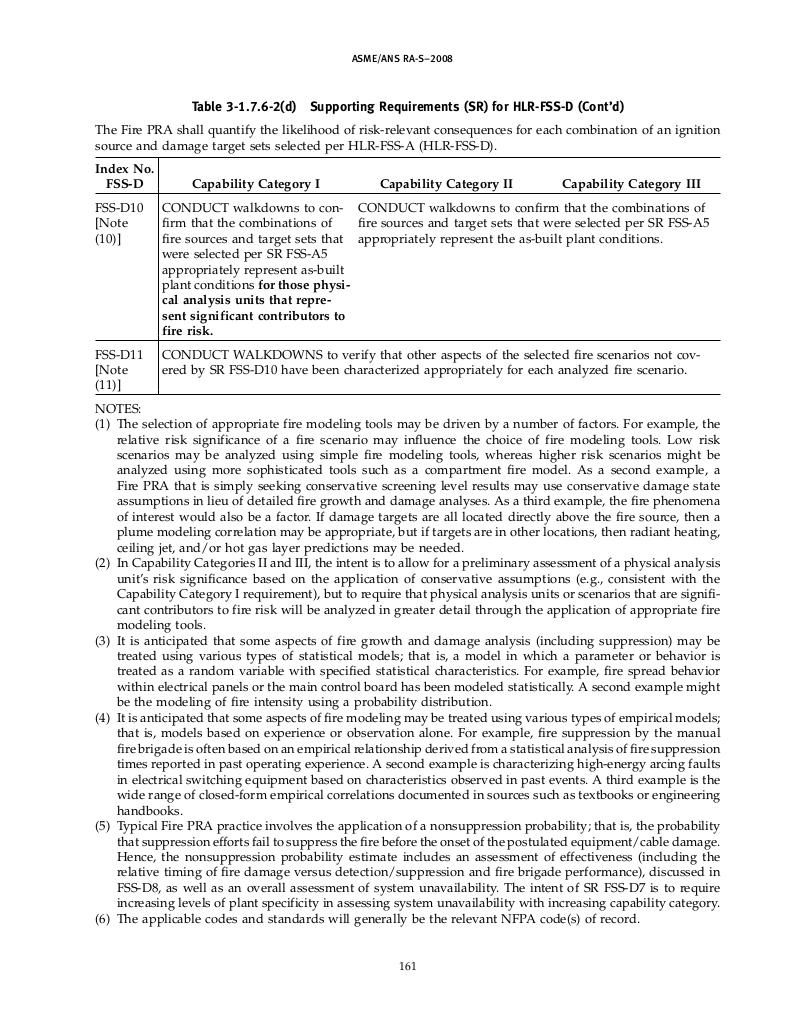 ASME/ANS RA-S–2008
Table 3-1.7.6-2(d) Supporting Requirements (SR) for HLR-FSS-D (Cont'd)
The Fire PRA shall quantify the likelihood of risk-relevant consequences for each combination of an ignition
source and damage target sets selected per HLR-FSS-A (HLR-FSS-D).
Index No.
FSS-D Capability Category I Capability Category II Capability Category III
FSS-D10
[Note
(10)]
CONDUCT walkdowns to con-
firm that the combinations of
fire sources and target sets that
were selected per SR FSS-A5
appropriately represent as-built
plant conditions for those physi-
cal analysis units that repre-
sent significant contributors to
fire risk.
CONDUCT walkdowns to confirm that the combinations of
fire sources and target sets that were selected per SR FSS-A5
appropriately represent the as-built plant conditions.
FSS-D11
[Note
(11)]
CONDUCT WALKDOWNS to verify that other aspects of the selected fire scenarios not cov-
ered by SR FSS-D10 have been characterized appropriately for each analyzed fire scenario.
NOTES:
(1) The selection of appropriate fire modeling tools may be driven by a number of factors. For example, the
relative risk significance of a fire scenario may influence the choice of fire modeling tools. Low risk
scenarios may be analyzed using simple fire modeling tools, whereas higher risk scenarios might be
analyzed using more sophisticated tools such as a compartment fire model. As a second example, a
Fire PRA that is simply seeking conservative screening level results may use conservative damage state
assumptions in lieu of detailed fire growth and damage analyses. As a third example, the fire phenomena
of interest would also be a factor. If damage targets are all located directly above the fire source, then a
plume modeling correlation may be appropriate, but if targets are in other locations, then radiant heating,
ceiling jet, and/or hot gas layer predictions may be needed.
(2) In Capability Categories II and III, the intent is to allow for a preliminary assessment of a physical analysis
unit's risk significance based on the application of conservative assumptions (e.g., consistent with the
Capability Category I requirement), but to require that physical analysis units or scenarios that are signifi-
cant contributors to fire risk will be analyzed in greater detail through the application of appropriate fire
modeling tools.
(3) It is anticipated that some aspects of fire growth and damage analysis (including suppression) may be
treated using various types of statistical models; that is, a model in which a parameter or behavior is
treated as a random variable with specified statistical characteristics. For example, fire spread behavior
within electrical panels or the main control board has been modeled statistically. A second example might
be the modeling of fire intensity using a probability distribution.
(4) It is anticipated that some aspects of fire modeling may be treated using various types of empirical models;
that is, models based on experience or observation alone. For example, fire suppression by the manual
fire brigade is often based on an empirical relationship derived from a statistical analysis of fire suppression
times reported in past operating experience. A second example is characterizing high-energy arcing faults
in electrical switching equipment based on characteristics observed in past events. A third example is the
wide range of closed-form empirical correlations documented in sources such as textbooks or engineering
handbooks.
(5) Typical Fire PRA practice involves the application of a nonsuppression probability; that is, the probability
that suppression efforts fail to suppress the fire before the onset of the postulated equipment/cable damage.
Hence, the nonsuppression probability estimate includes an assessment of effectiveness (including the
relative timing of fire damage versus detection/suppression and fire brigade performance), discussed in
FSS-D8, as well as an overall assessment of system unavailability. The intent of SR FSS-D7 is to require
increasing levels of plant specificity in assessing system unavailability with increasing capability category.
(6) The applicable codes and standards will generally be the relevant NFPA code(s) of record.
161